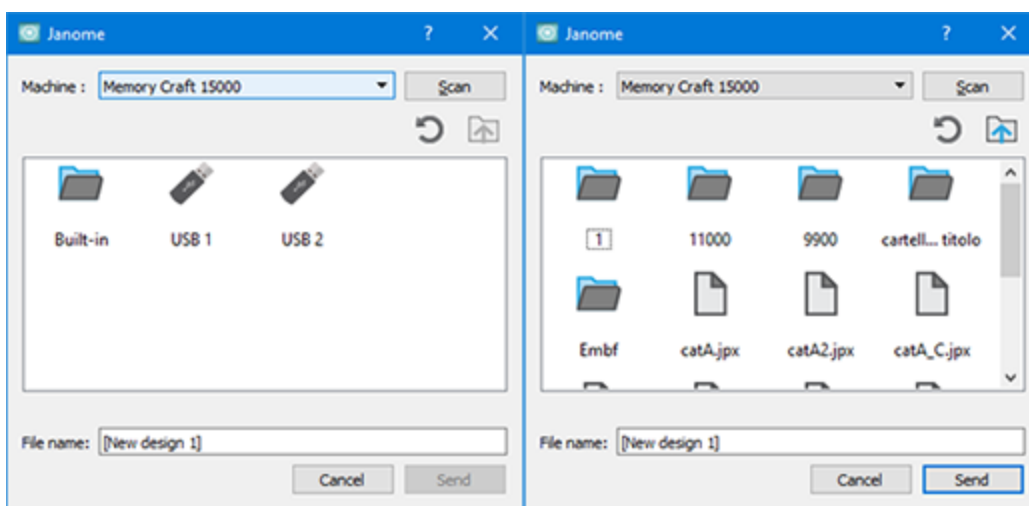 Janome ? ×
Machine : Memory Craft 15000 Scan
Built-in USB 1 USB 2
File name: [New design 1]
Cancel Send
Janome ? ×
Machine : Memory Craft 15000 Scan
1 11000 9900 cartell... titolo
Embf catA.jpx catA2.jpx catA_C.jpx
File name: [New design 1]
Cancel Send